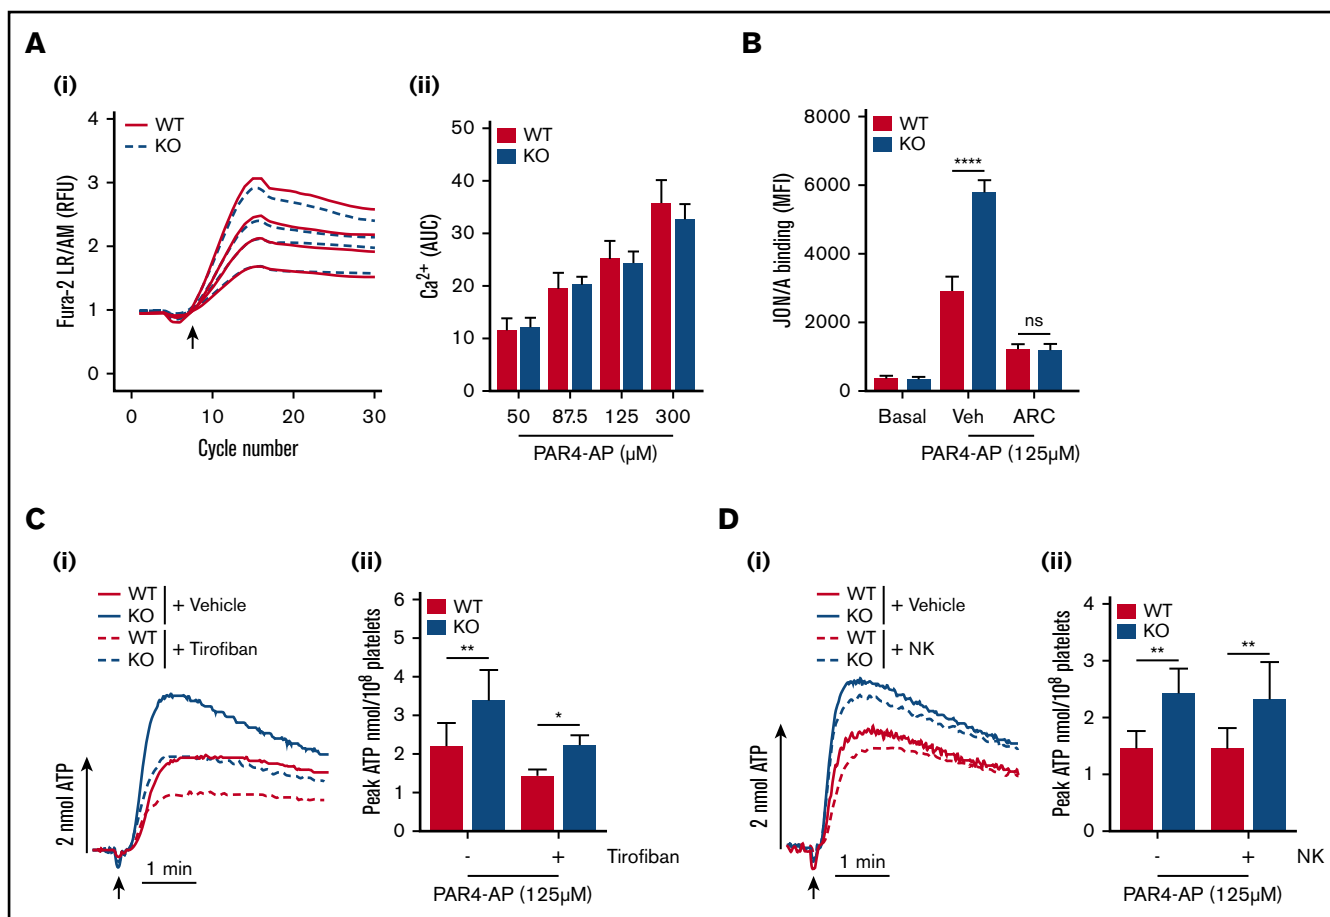 A
(i)
WT
KO
Fura-2 LR/AM (RFU)
4
3
2
1
0
0 10 20 30
Cycle number
(ii)
WT
KO
Ca2+ (AUC)
50
40
30
20
10
0
50 87.5 125 300
PAR4-AP (µM)
B
WT
KO
JON/A binding (MFI)
8000
6000
4000
2000
0
****
ns
Basal Veh ARC
PAR4-AP (125µM)
C
(i)
WT
KO
+ Vehicle
WT
KO
+ Tirofiban
2 nmol ATP
1 min
(ii)
WT
KO
Peak ATP nmol/10⁸ platelets
6
5
4
3
2
1
0
**
*
- + Tirofiban
PAR4-AP (125µM)
D
(i)
WT
KO
+ Vehicle
WT
KO
+ NK
2 nmol ATP
1 min
(ii)
WT
KO
Peak ATP nmol/10⁸ platelets
4
3
2
1
0
**
**
- + NK
PAR4-AP (125µM)